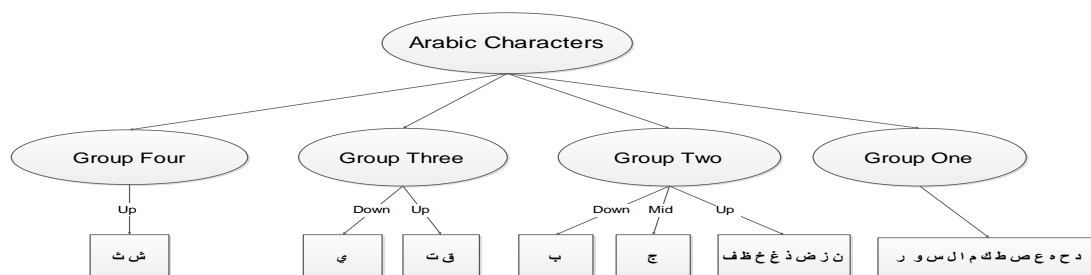 Arabic Characters
Group Four
Group Three
Group Two
Group One
Up
Down
Up
Down
Mid
Up
ش ث
ي
ق ت
ب
ج
ن ز ض ذ غ خ ظ ف
د ح ه ع ص ط ك م ا ل س و ر